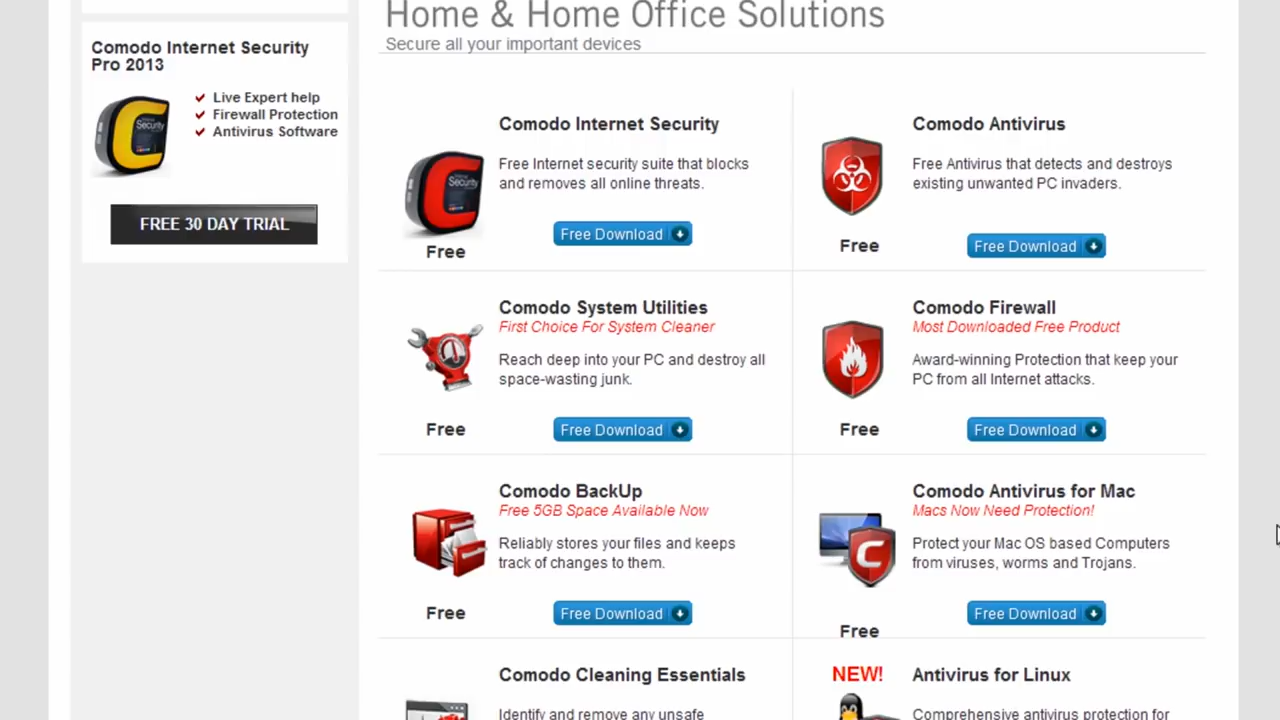 Home & Home Office Solutions
Secure all your important devices
Comodo Internet Security
Pro 2013
Live Expert help
Firewall Protection
Antivirus Software
FREE 30 DAY TRIAL
Comodo Internet Security
Free Internet security suite that blocks
and removes all online threats.
Free Download
Free
Comodo Antivirus
Free Antivirus that detects and destroys
existing unwanted PC invaders.
Free
Free Download
Comodo System Utilities
First Choice For System Cleaner
Reach deep into your PC and destroy all
space-wasting junk.
Free
Free Download
Comodo Firewall
Most Downloaded Free Product
Award-winning Protection that keep your
PC from all Internet attacks.
Free
Free Download
Comodo BackUp
Free 5GB Space Available Now
Reliably stores your files and keeps
track of changes to them.
Free
Free Download
Comodo Antivirus for Mac
Macs Now Need Protection!
Protect your Mac OS based Computers
from viruses, worms and Trojans.
Free Download
Free
Comodo Cleaning Essentials
Identify and remove any unsafe
NEW!
Antivirus for Linux
Comprehensive antivirus protection for